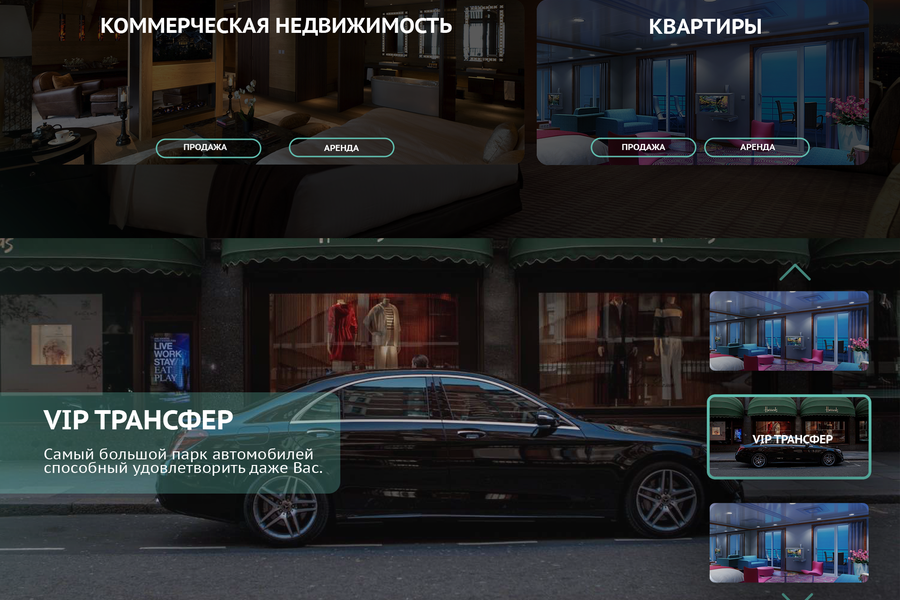 КОММЕРЧЕСКАЯ НЕДВИЖИМОСТЬ
КВАРТИРЫ
ПРОДАЖА
АРЕНДА
ПРОДАЖА
АРЕНДА
LIVE
WORK
STAY
EAT
PLAY
VIP ТРАНСФЕР
Самый большой парк автомобилей
способный удовлетворить даже Вас.
VIP ТРАНСФЕР